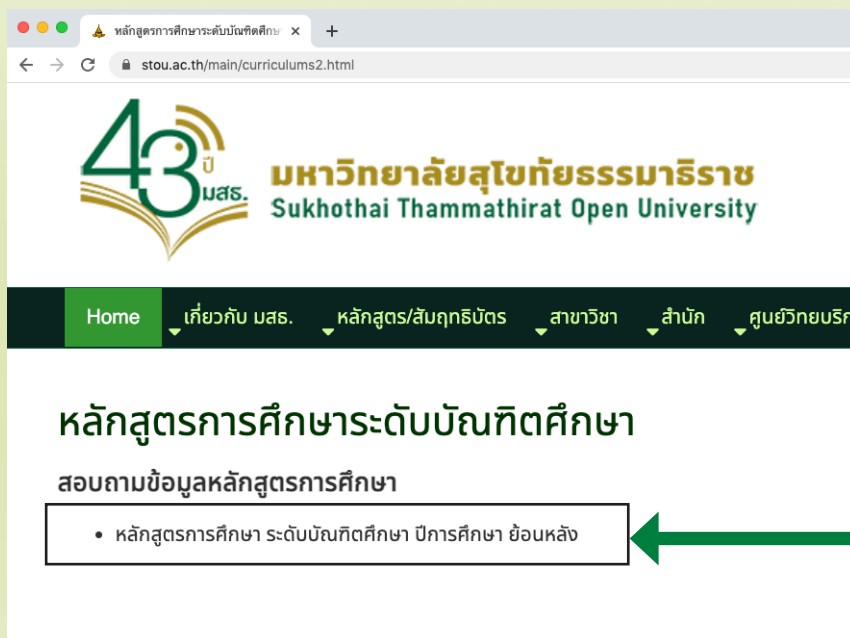 หลักสูตรการศึกษาระดับบัณฑิตศึกษ
stou.ac.th/main/curriculums2.html
43 ปี มสธ.
มหาวิทยาลัยสุโขทัยธรรมาธิราช
Sukhothai Thammathirat Open University
Home เกี่ยวกับ มสธ. หลักสูตร/สัมฤทธิบัตร สาขาวิชา สำนัก ศูนย์วิทยบริก
หลักสูตรการศึกษาระดับบัณฑิตศึกษา
สอบถามข้อมูลหลักสูตรการศึกษา
• หลักสูตรการศึกษา ระดับบัณฑิตศึกษา ปีการศึกษา ย้อนหลัง